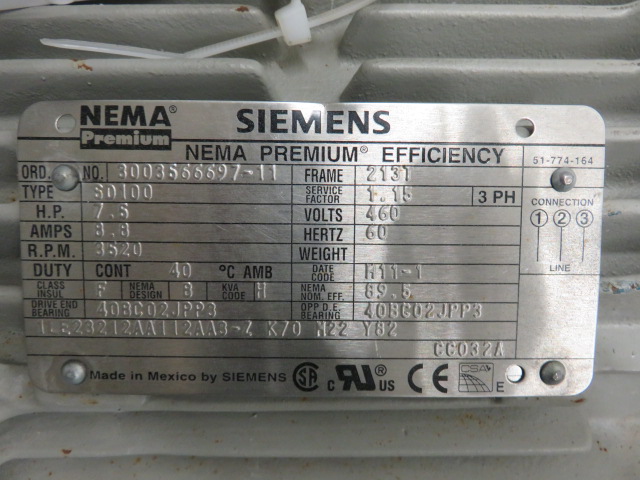 NEMA® SIEMENS
Premium
NEMA PREMIUM® EFFICIENCY 51-774-164
ORD. NO. 3003566697-11 FRAME 213T
TYPE SD100 SERVICE FACTOR 1.15 3 PH
H.P. 7.5 VOLTS 460 CONNECTION
AMPS 8.8 HERTZ 60 1 2 3
R.P.M. 3520 WEIGHT
DUTY CONT 40 °C AMB DATE CODE H11-1 LINE
CLASS INSUL F NEMA DESIGN B KVA CODE H NEMA NOM. EFF. 89.5
DRIVE END BEARING 40BC02JPP3 OPP D.E. BEARING 40BC02JPP3
1LE23212AA112AA3-Z K70 M22 Y82
CC032A
Made in Mexico by SIEMENS SA C US CE CSA E